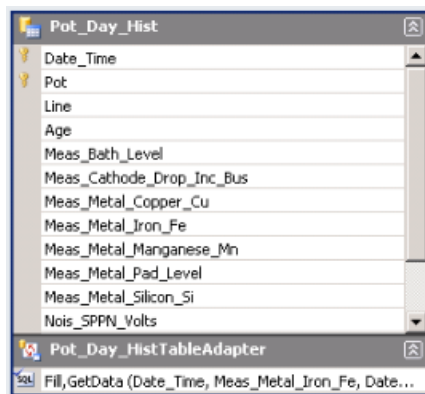 Pot_Day_Hist
Date_Time
Pot
Line
Age
Meas_Bath_Level
Meas_Cathode_Drop_Inc_Bus
Meas_Metal_Copper_Cu
Meas_Metal_Iron_Fe
Meas_Metal_Manganese_Mn
Meas_Metal_Pad_Level
Meas_Metal_Silicon_Si
Nois_SPPN_Volts
Pot_Day_HistTableAdapter
SQL Fill,GetData (Date_Time, Meas_Metal_Iron_Fe, Date...